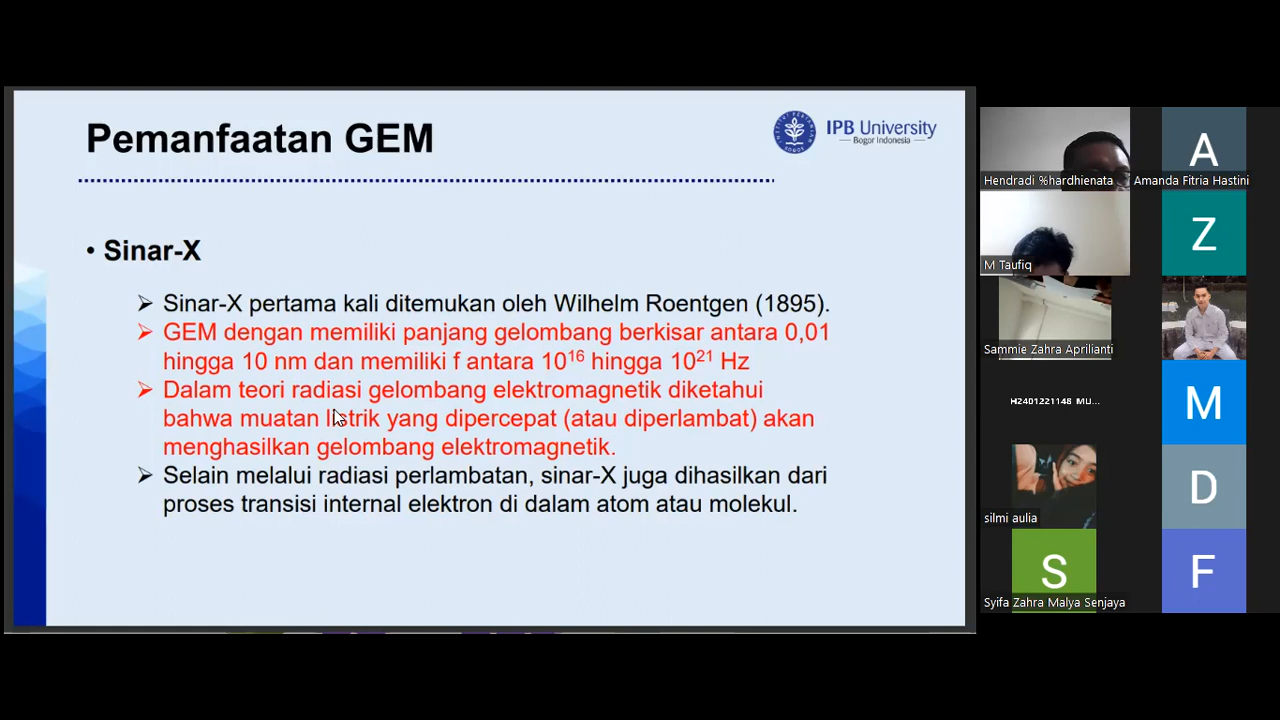 Pemanfaatan GEM
IPB University
Bogor Indonesia
• Sinar-X
➢ Sinar-X pertama kali ditemukan oleh Wilhelm Roentgen (1895).
➢ GEM dengan memiliki panjang gelombang berkisar antara 0,01
hingga 10 nm dan memiliki f antara 10¹⁶ hingga 10²¹ Hz
➢ Dalam teori radiasi gelombang elektromagnetik diketahui
bahwa muatan listrik yang dipercepat (atau diperlambat) akan
menghasilkan gelombang elektromagnetik.
➢ Selain melalui radiasi perlambatan, sinar-X juga dihasilkan dari
proses transisi internal elektron di dalam atom atau molekul.
Hendradi %hardhienata
A
Amanda Fitria Hastini
M Taufiq
Z
Sammie Zahra Aprilianti
H2401221148 MU...
M
silmi aulia
D
S
Syifa Zahra Malya Senjaya
F